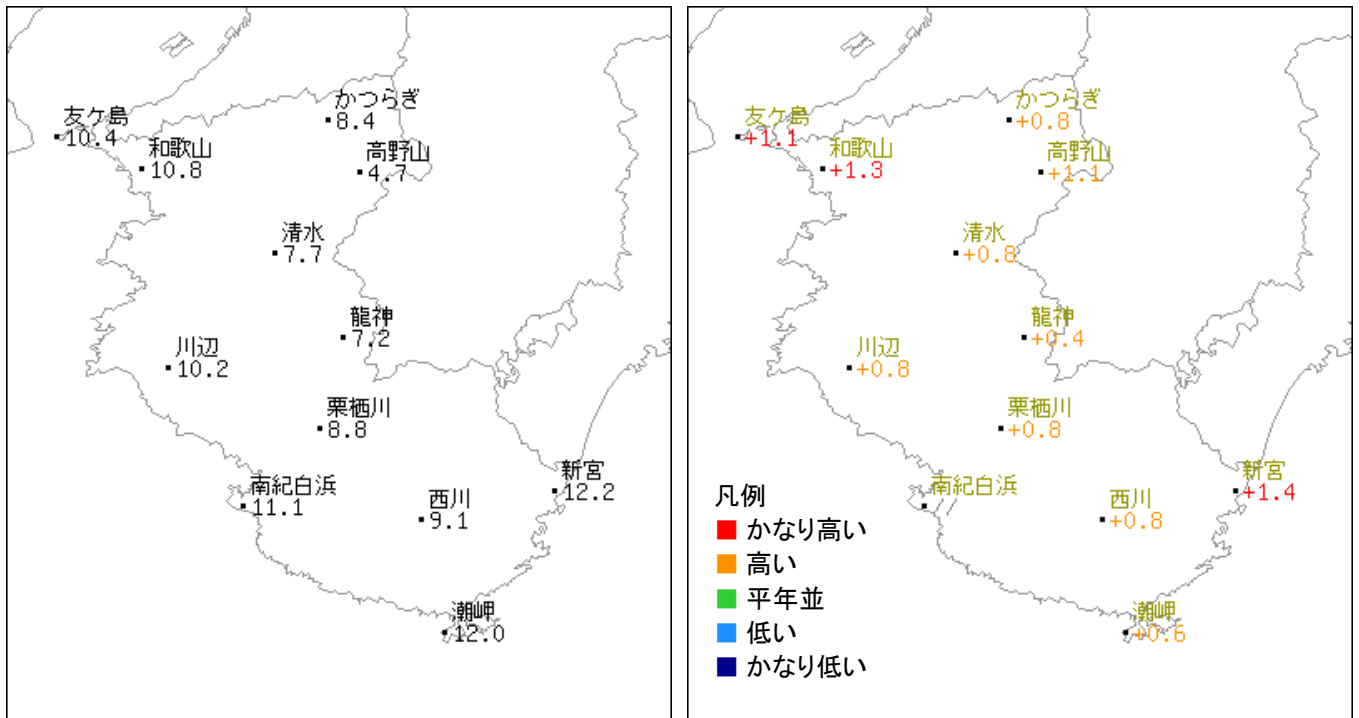 かつらぎ
8.4
友ケ島
10.4
和歌山
10.8
高野山
4.7
清水
7.7
龍神
7.2
川辺
10.2
栗栖川
8.8
新宮
12.2
南紀白浜
11.1
西川
9.1
潮岬
12.0
かつらぎ
+0.8
友ケ島
+1.1
和歌山
+1.3
高野山
+1.1
清水
+0.8
龍神
+0.4
川辺
+0.8
栗栖川
+0.8
新宮
+1.4
南紀白浜
//
西川
+0.8
潮岬
+0.6
凡例
かなり高い
高い
平年並
低い
かなり低い